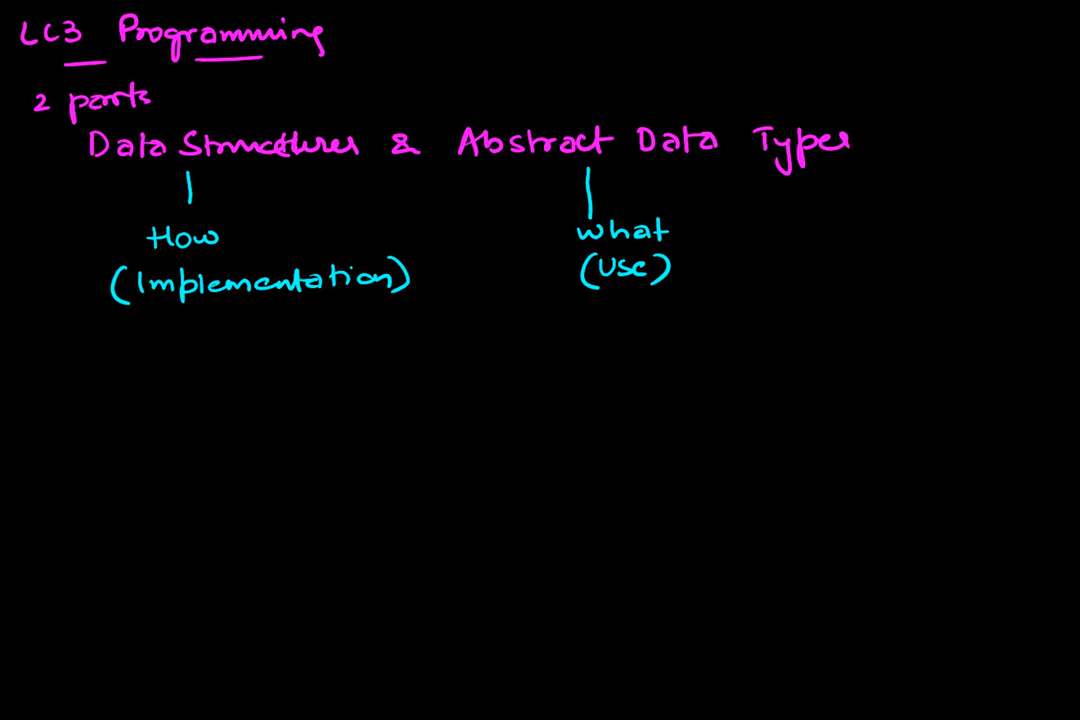 LC3 Programming
2 parts
Data Structures & Abstract Data Types
How what
(Implementation) (Use)